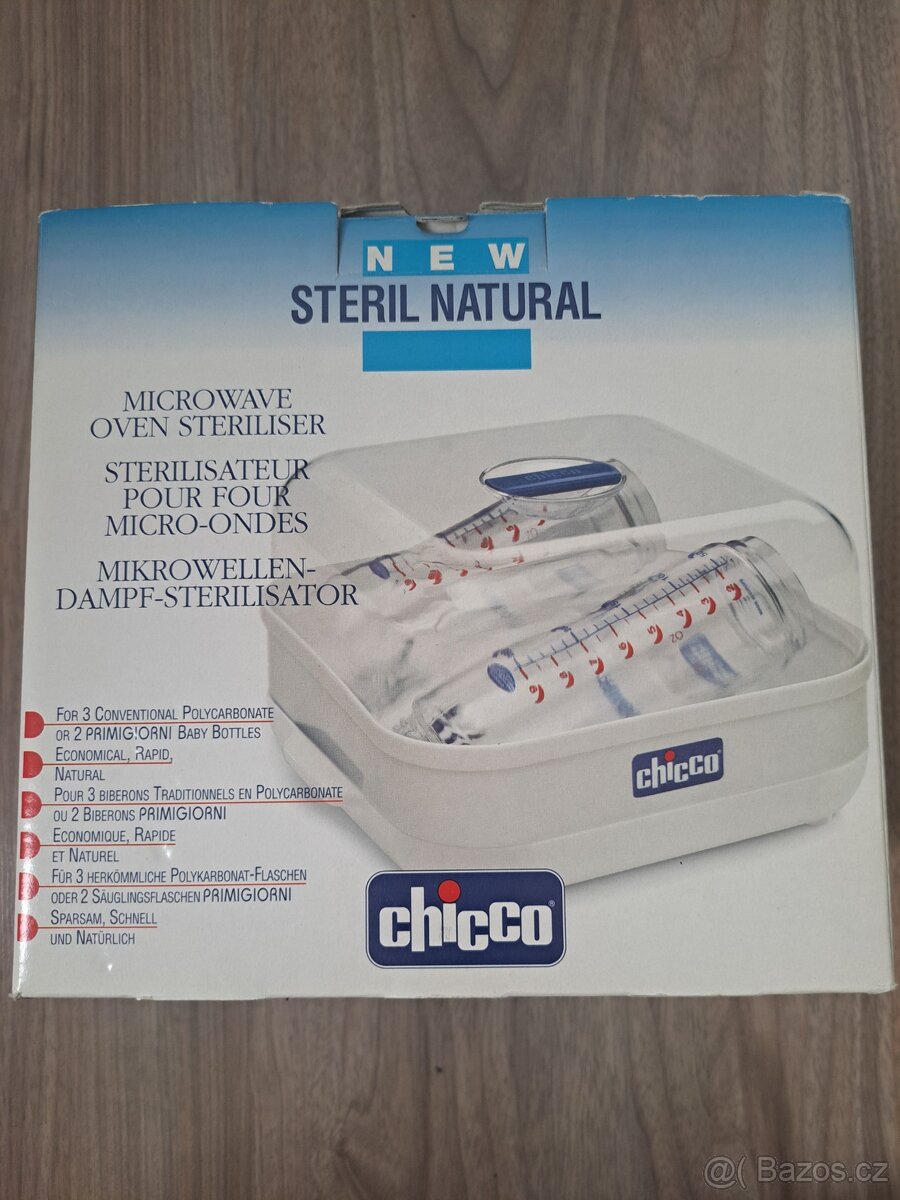 NEW
STERIL NATURAL
MICROWAVE
OVEN STERILISER
STERILISATEUR
POUR FOUR
MICRO-ONDES
MIKROWELLEN-
DAMPF-STERILISATOR
chicco
OZ
FOR 3 CONVENTIONAL POLYCARBONATE
OR 2 PRIMIGIORNI BABY BOTTLES
ECONOMICAL, RAPID,
NATURAL
POUR 3 BIBERONS TRADITIONNELS EN POLYCARBONATE
OU 2 BIBERONS PRIMIGIORNI
ECONOMIQUE, RAPIDE
ET NATUREL
FÜR 3 HERKÖMMLICHE POLYKARBONAT-FLASCHEN
ODER 2 SÄUGLINGSFLASCHEN PRIMIGIORNI
SPARSAM, SCHNELL
UND NATÜRLICH
chicco
chicco®
@( Bazos.cz